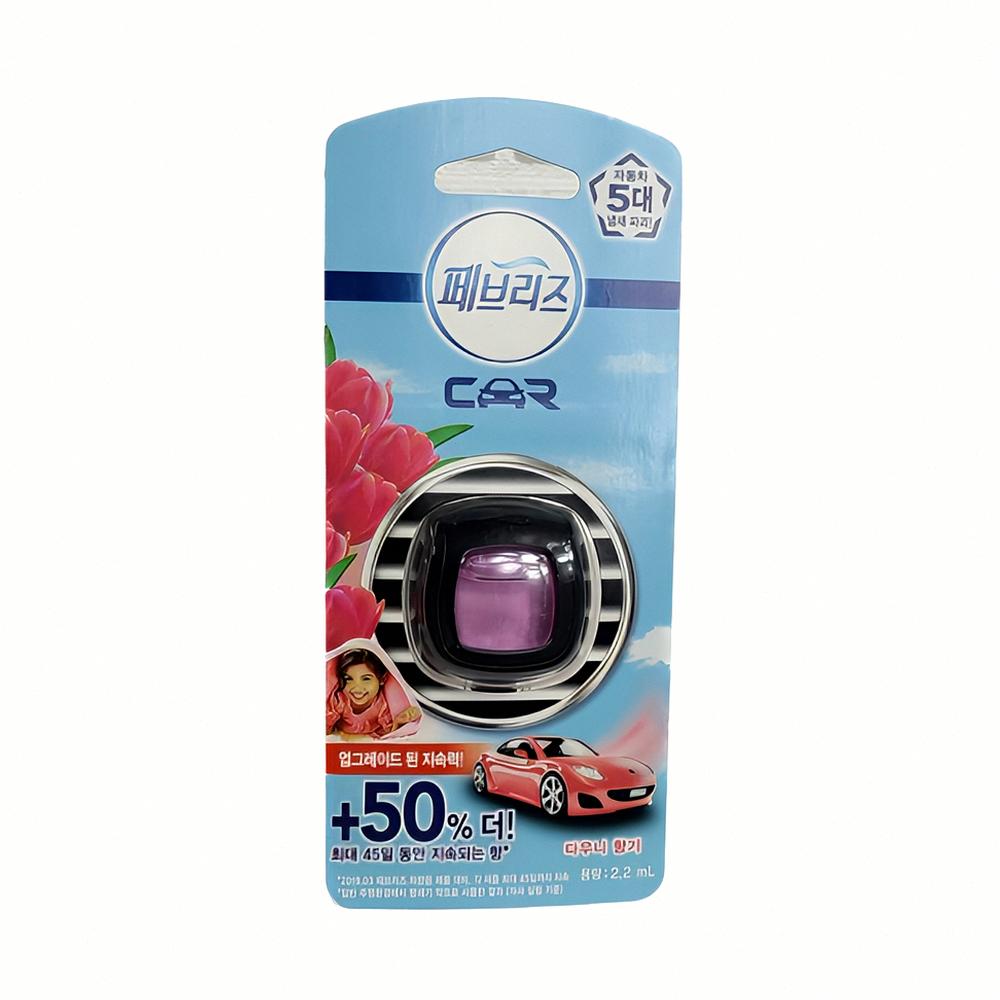 자동차
5대
냄새 파괴!
페브리즈
CAR
업그레이드 된 지속력!
+50% 더!
최대 45일 동안 지속되는 향*
다우니 향기
용량 : 2.2 mL